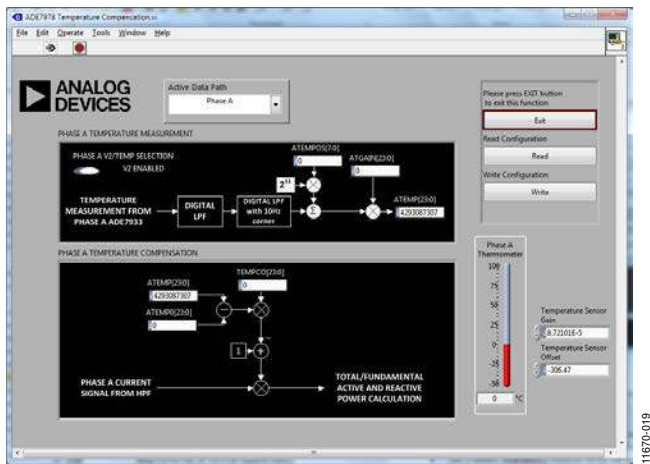 ADE7978 Temperature Compensation.vi
File Edit Operate Tools Window Help
ANALOG
DEVICES
Active Data Path
Phase A
Please press EXIT button
to exit this function
Exit
Read Configuration
Read
Write Configuration
Write
PHASE A TEMPERATURE MEASUREMENT
PHASE A V2/TEMP SELECTION
V2 ENABLED
ATEMPOS[7:0]
0
ATGAIN[23:0]
0
2^11
TEMPERATURE
MEASUREMENT FROM
PHASE A ADE7933
DIGITAL
LPF
DIGITAL LPF
with 10Hz
corner
Σ
ATEMP[23:0]
4293087307
PHASE A TEMPERATURE COMPENSATION
ATEMP[23:0]
4293087307
ATEMP0[23:0]
0
TEMPCO[23:0]
0
1
+
PHASE A CURRENT
SIGNAL FROM HPF
TOTAL/FUNDAMENTAL
ACTIVE AND REACTIVE
POWER CALCULATION
Phase A
Thermometer
100
75
50
25
0
-25
-50
0 °C
Temperature Sensor
Gain
8.72101E-5
Temperature Sensor
Offset
-306.47
11670-019